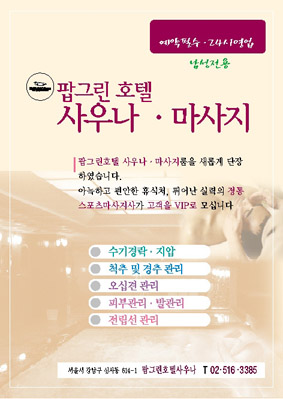 예약필수·24시영업
남성전용
팝그린 호텔
사우나 · 마사지
팝그린호텔 사우나·마사지룸을 새롭게 단장
하였습니다.
아늑하고 편안한 휴식처, 뛰어난 실력의 정통
스포츠마사지사가 고객을 VIP로 모십니다
수기경락·지압
척추 및 경추 관리
오십견 관리
피부관리·발관리
전립선 관리
서울시 강남구 신사동 614-1 팝그린호텔사우나 T 02·516·3385